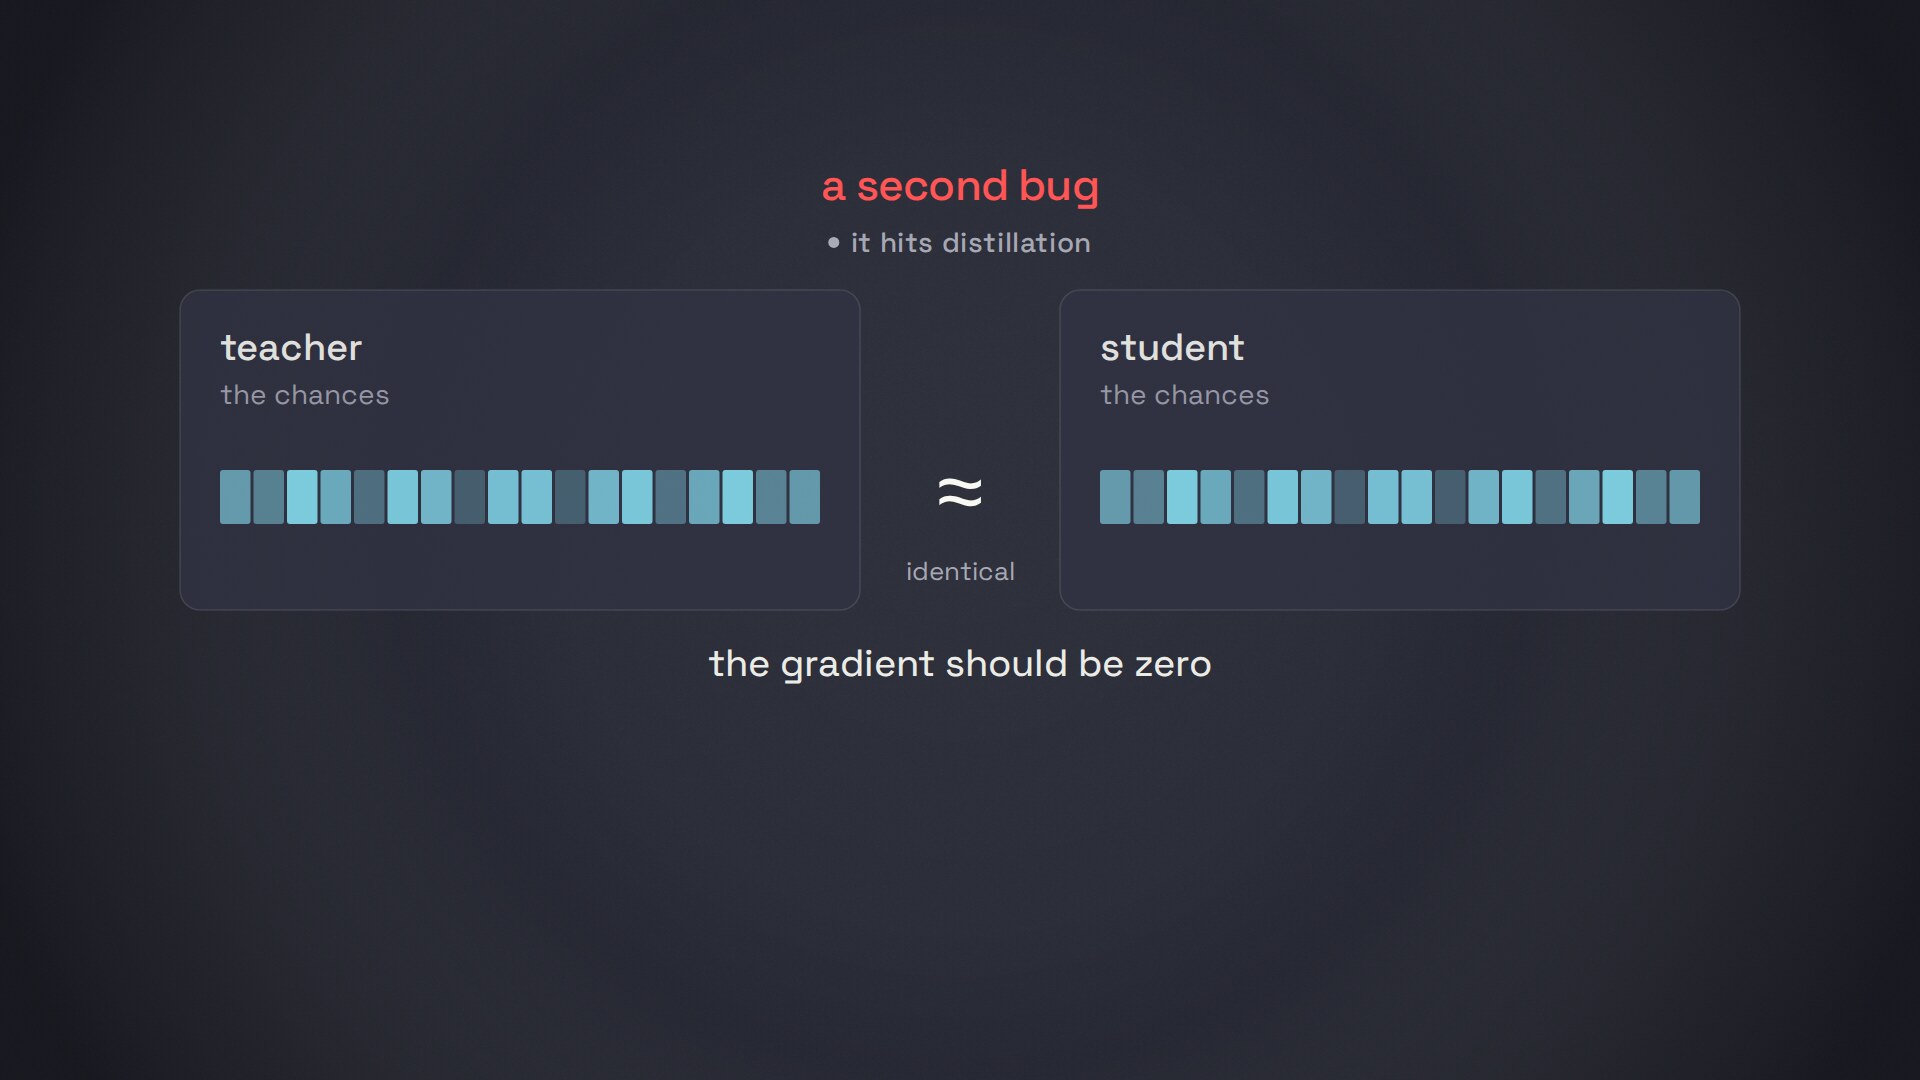 a second bug
• it hits distillation
teacher
the chances
student
the chances
≈
identical
the gradient should be zero